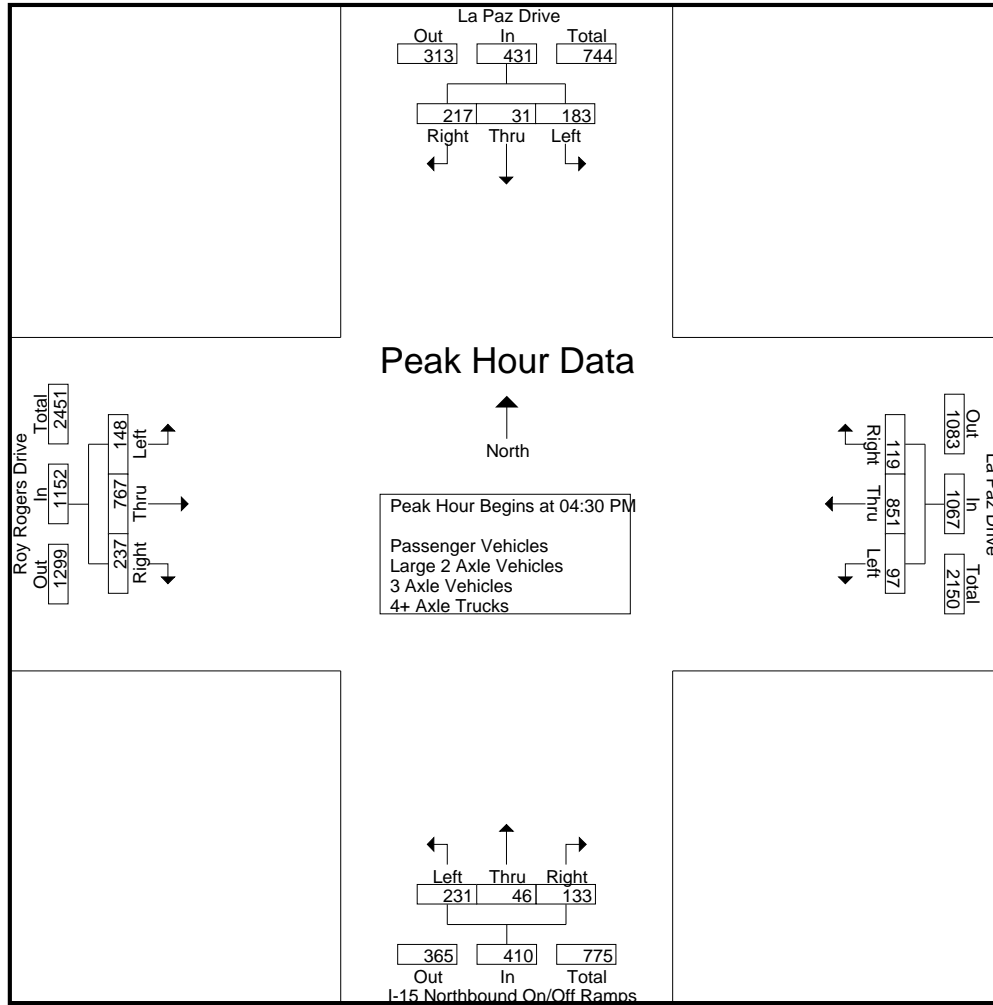 La Paz Drive
Out In Total
313 431 744
217 31 183
Right Thru Left
Peak Hour Data
North
Peak Hour Begins at 04:30 PM
Passenger Vehicles
Large 2 Axle Vehicles
3 Axle Vehicles
4+ Axle Trucks
Roy Rogers Drive
Out In Total
1299 1152 2451
237 767 148
Right Thru Left
La Paz Drive
Out In Total
1083 1067 2150
119 851 97
Right Thru Left
Left Thru Right
231 46 133
365 410 775
Out In Total
I-15 Northbound On/Off Ramps